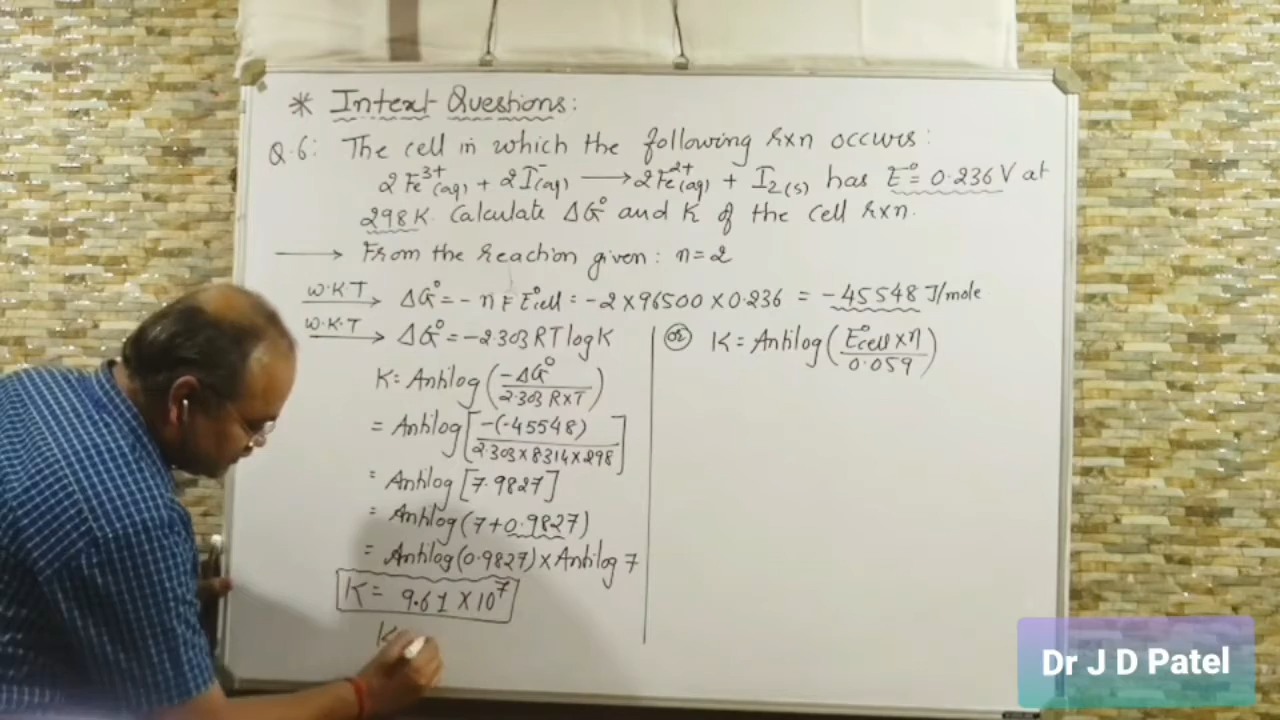 * Intext Questions:
Q.6: The cell in which the following rxn occurs:
2Fe³⁺(aq) + 2I⁻(aq) ⟶ 2Fe²⁺(aq) + I₂(s) has E° = 0.236 V at
298K. Calculate ΔG° and K of the cell rxn.
⟶ From the reaction given: n=2
W.K.T ⟶ ΔG° = - nFE°cell = -2×96500×0.236 = -45548 J/mole
W.K.T ⟶ ΔG° = -2.303 RT log K
K = Antilog (-ΔG° / 2.303 R×T)
= Antilog [-(-45548) / 2.303×8.314×298]
= Antilog [7.9827]
= Antilog (7+0.9827)
= Antilog (0.9827) × Antilog 7
K = 9.61 × 10⁷
K
(or) K = Antilog (E°cell × n / 0.059)
Dr J D Patel